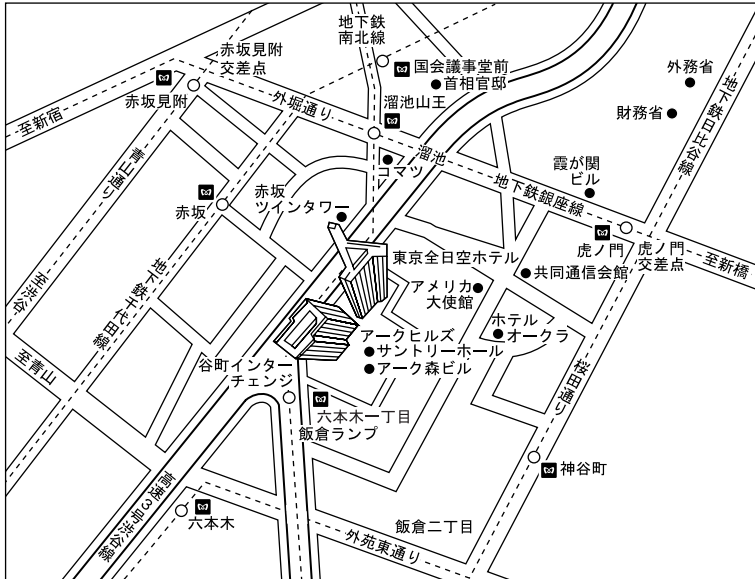 地下鉄
南北線
赤坂見附
交差点
国会議事堂前
首相官邸
外務省
赤坂見附
財務省
溜池山王
外堀通り
至新宿
地下鉄日比谷線
溜池
コマツ
青山通り
霞が関
ビル
地下鉄銀座線
赤坂
赤坂
ツインタワー
虎ノ門
虎ノ門
交差点
至新橋
東京全日空ホテル
共同通信会館
アメリカ
大使館
至渋谷
地下鉄千代田線
ホテル
オークラ
アークヒルズ
サントリーホール
アーク森ビル
至青山
谷町インター
チェンジ
桜田通り
六本木一丁目
飯倉ランプ
神谷町
高速3号渋谷線
六本木
飯倉二丁目
外苑東通り